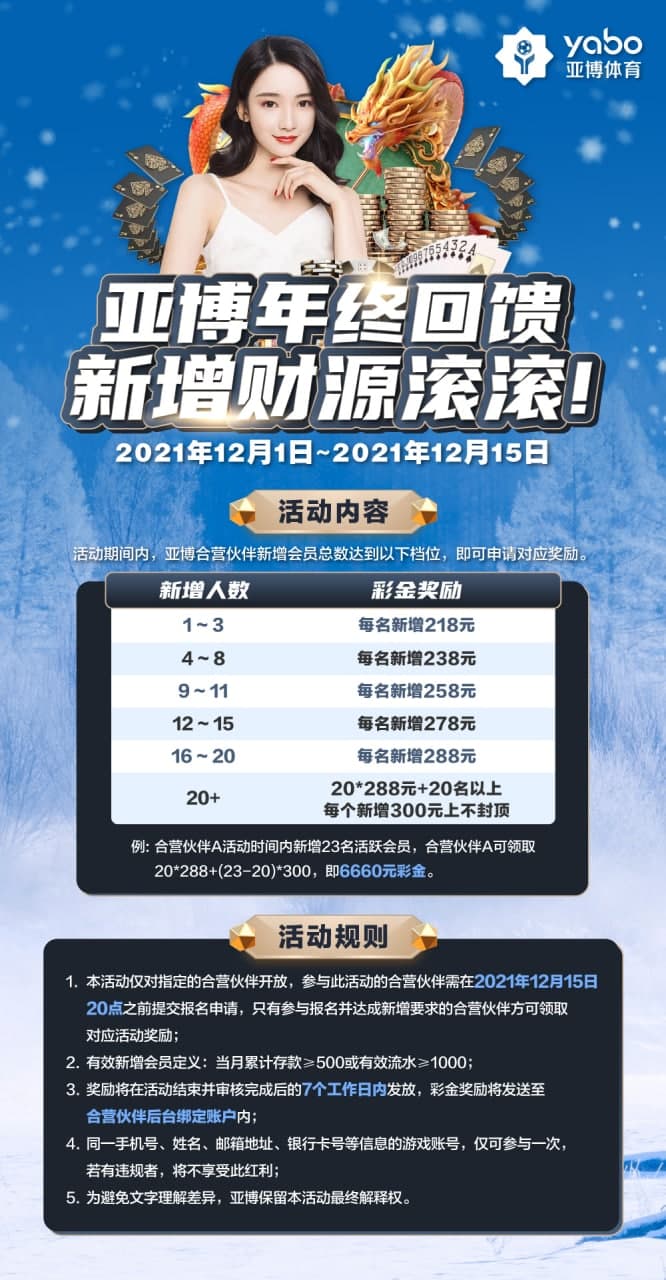 yabo
亚博体育
亚博年终回馈
新增财源滚滚!
2021年12月1日~2021年12月15日
活动内容
活动期间内，亚博合营伙伴新增会员总数达到以下档位，即可申请对应奖励。
新增人数 彩金奖励
1~3 每名新增218元
4~8 每名新增238元
9~11 每名新增258元
12~15 每名新增278元
16~20 每名新增288元
20+ 20*288元+20名以上
每个新增300元上不封顶
例: 合营伙伴A活动时间内新增23名活跃会员，合营伙伴A可领取
20*288+(23-20)*300，即6660元彩金。
活动规则
1. 本活动仅对指定的合营伙伴开放，参与此活动的合营伙伴需在2021年12月15日
20点之前提交报名申请，只有参与报名并达成新增要求的合营伙伴方可领取
对应活动奖励；
2. 有效新增会员定义：当月累计存款≥500或有效流水≥1000；
3. 奖励将在活动结束并审核完成后的7个工作日内发放，彩金奖励将发送至
合营伙伴后台绑定账户内；
4. 同一手机号、姓名、邮箱地址、银行卡号等信息的游戏账号，仅可参与一次，
若有违规者，将不享受此红利；
5. 为避免文字理解差异，亚博保留本活动最终解释权。